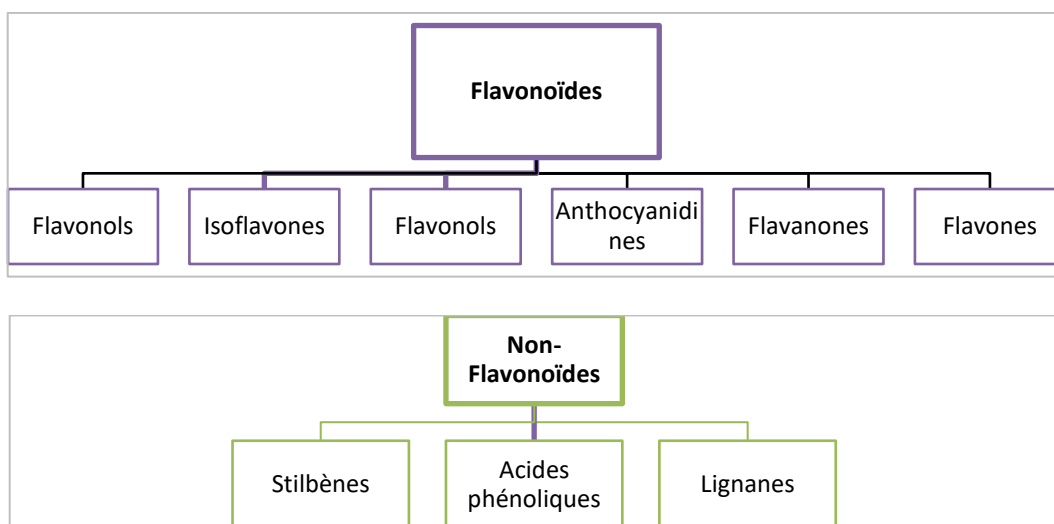 Flavonoïdes
Flavonols
Isoflavones
Flavonols
Anthocyanidi
nes
Flavanones
Flavones
Non-
Flavonoïdes
Stilbènes
Acides
phénoliques
Lignanes